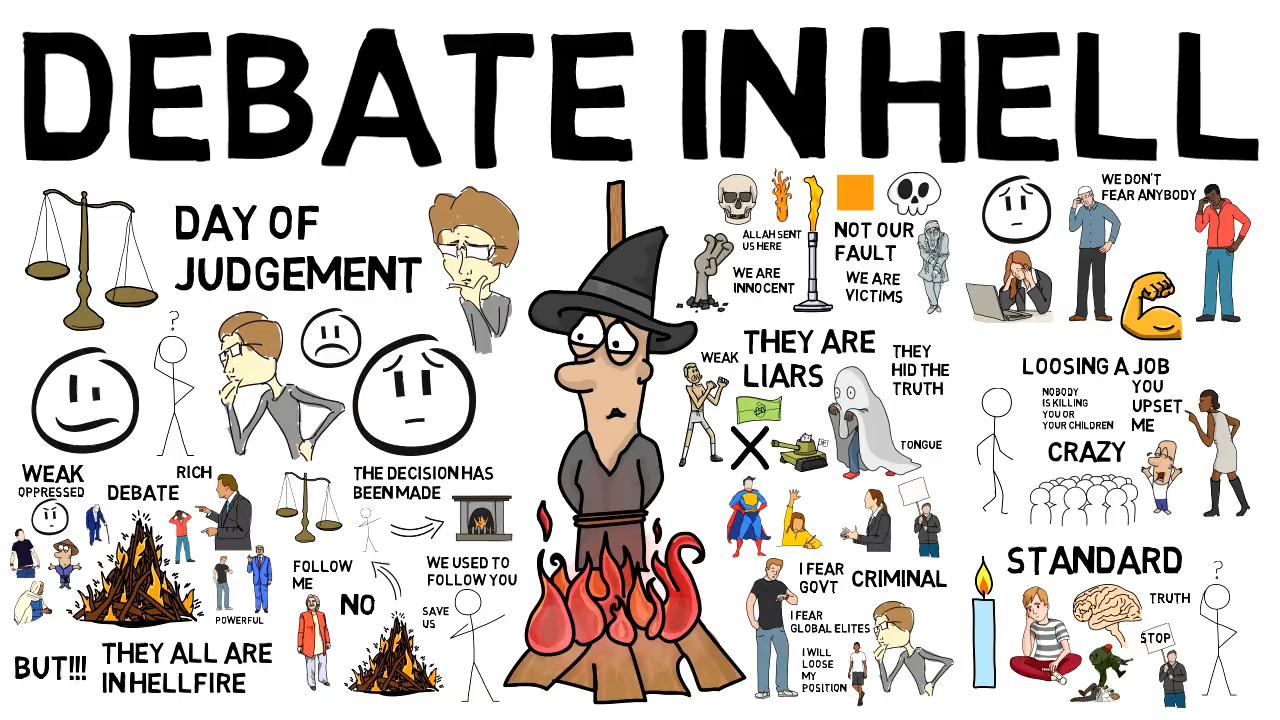 DEBATE IN HELL
DAY OF
JUDGEMENT
?
WEAK
OPPRESSED
DEBATE
RICH
POWERFUL
BUT!!!
THEY ALL ARE
IN HELLFIRE
THE DECISION HAS
BEEN MADE
FOLLOW
ME
NO
WE USED TO
FOLLOW YOU
SAVE
US
ALLAH SENT
US HERE
WE ARE
INNOCENT
NOT OUR
FAULT
WE ARE
VICTIMS
WEAK
THEY ARE
LIARS
THEY
HID THE
TRUTH
TONGUE
I FEAR
GOVT
CRIMINAL
I FEAR
GLOBAL ELITES
I WILL
LOOSE
MY
POSITION
WE DON'T
FEAR ANYBODY
LOOSING A JOB
NOBODY
IS KILLING
YOU OR
YOUR CHILDREN
YOU
UPSET
ME
CRAZY
STANDARD
TRUTH
STOP
?